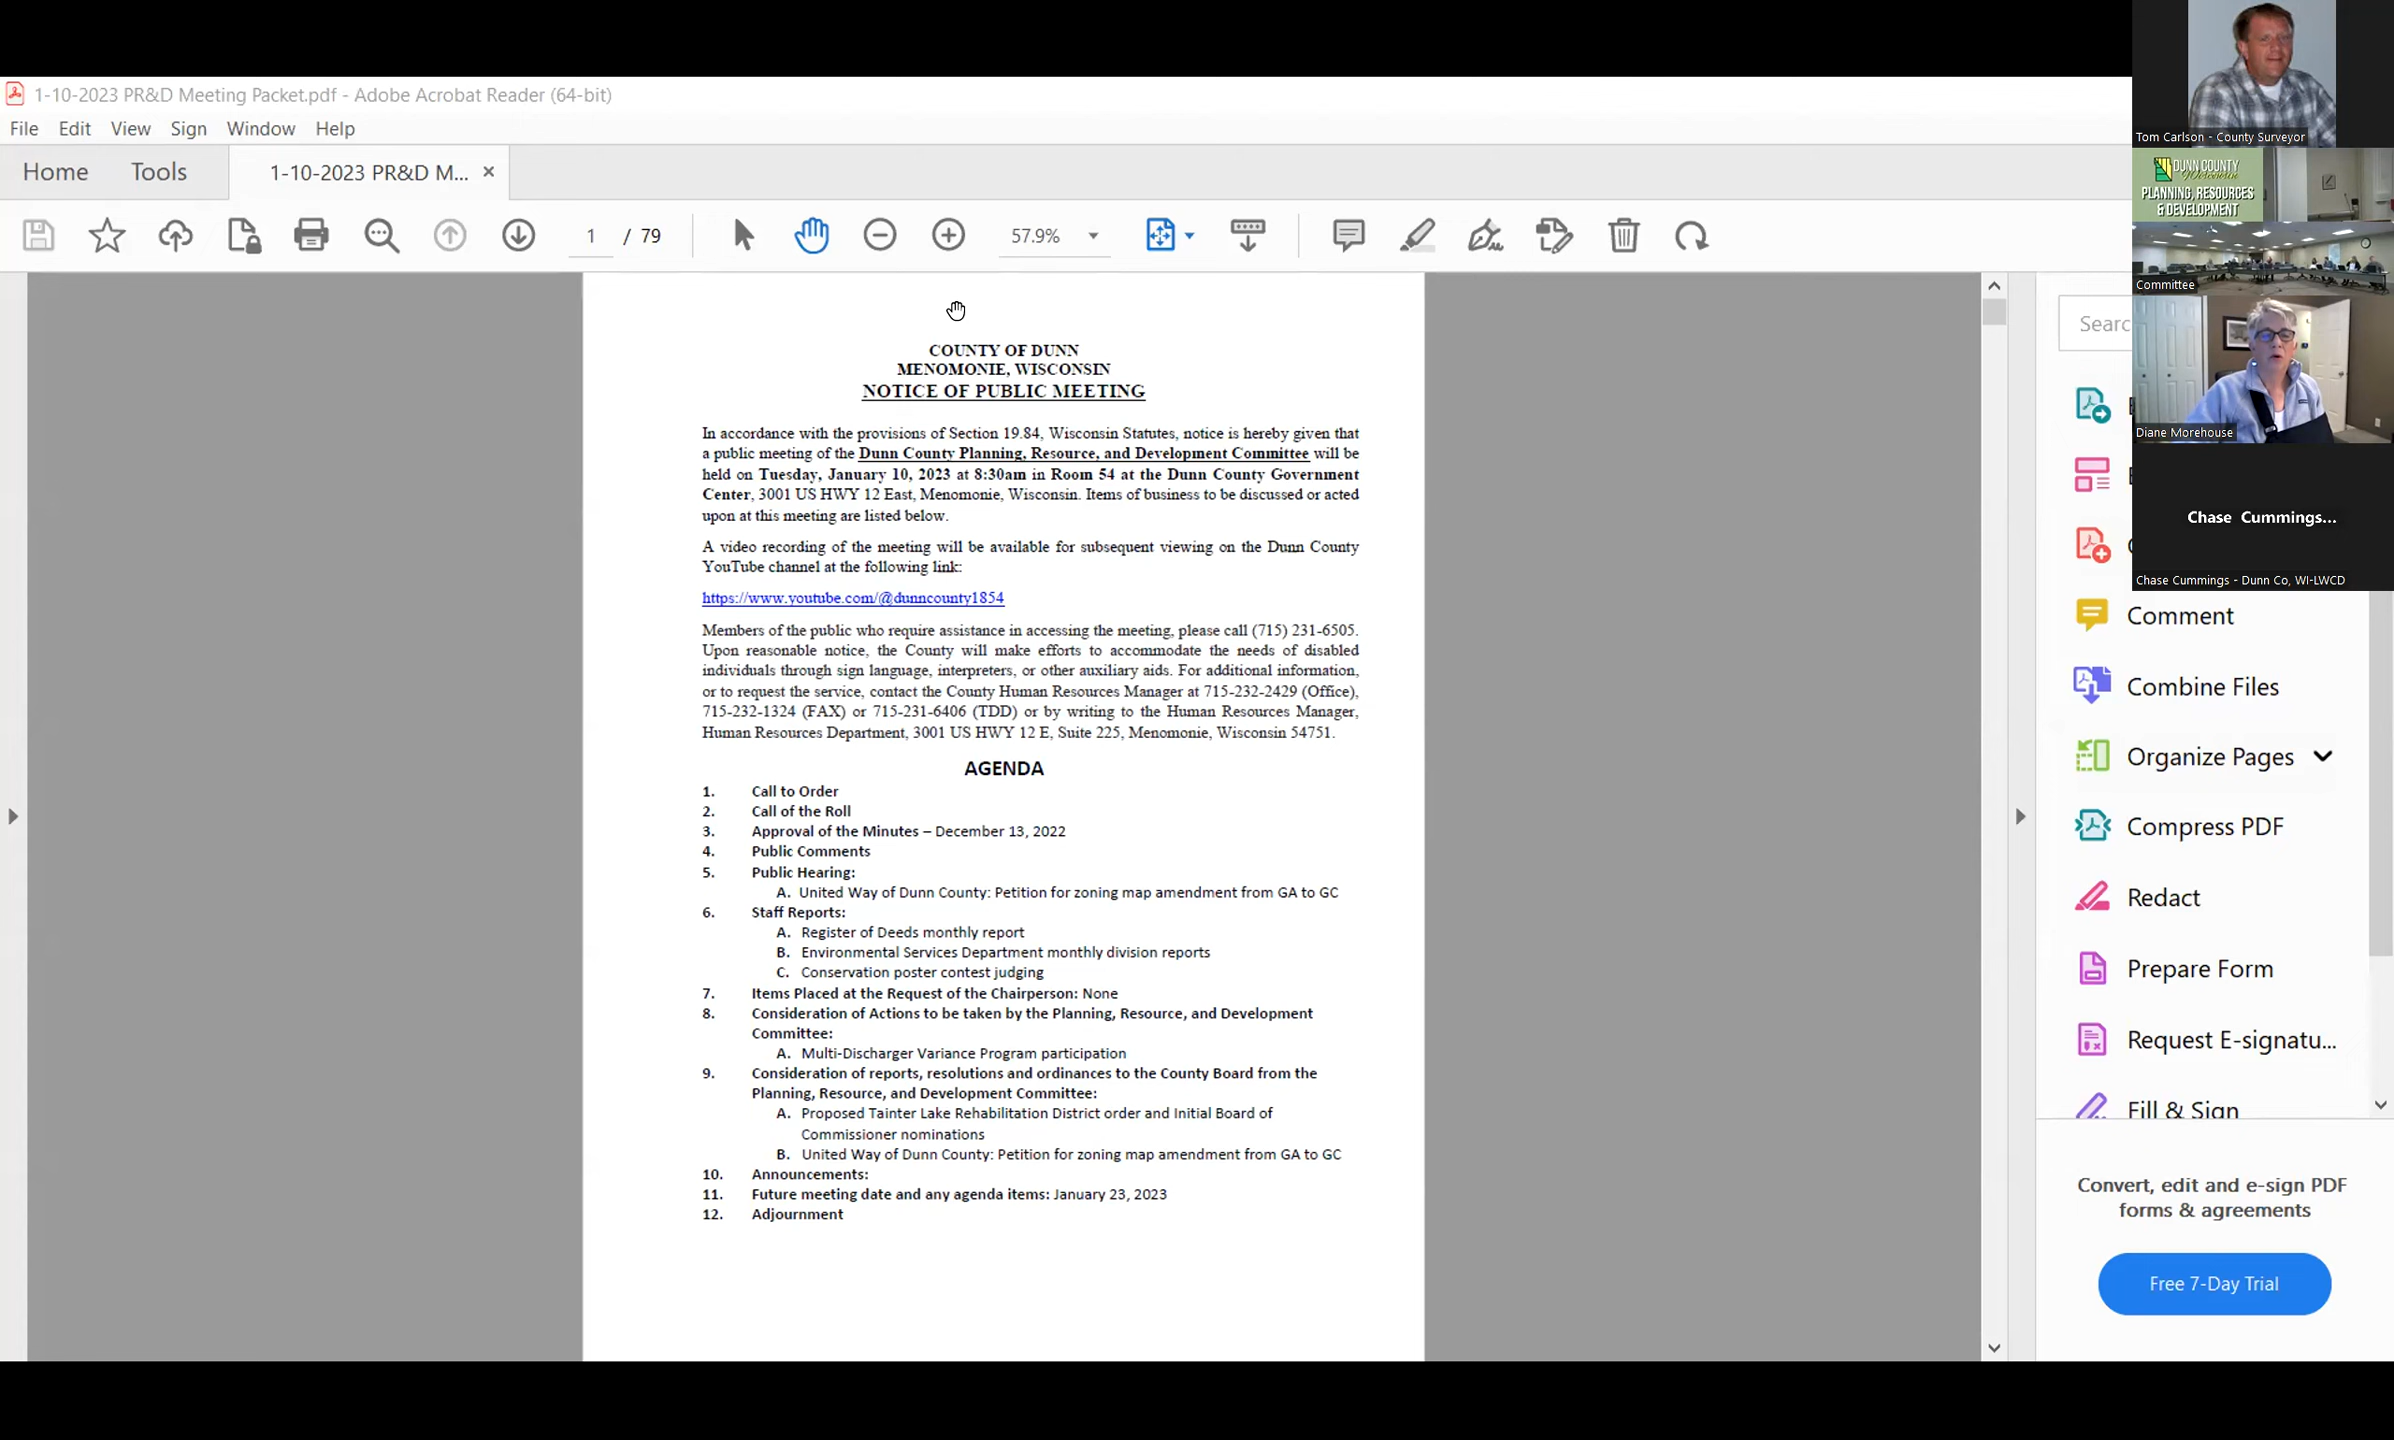 1-10-2023 PR&D Meeting Packet.pdf - Adobe Acrobat Reader (64-bit)
File Edit View Sign Window Help
Home Tools 1-10-2023 PR&D M...
1 / 79 57.9%
COUNTY OF DUNN
MENOMONIE, WISCONSIN
NOTICE OF PUBLIC MEETING
In accordance with the provisions of Section 19.84, Wisconsin Statutes, notice is hereby given that
a public meeting of the Dunn County Planning, Resource, and Development Committee will be
held on Tuesday, January 10, 2023 at 8:30am in Room 54 at the Dunn County Government
Center, 3001 US HWY 12 East, Menomonie, Wisconsin. Items of business to be discussed or acted
upon at this meeting are listed below.
A video recording of the meeting will be available for subsequent viewing on the Dunn County
YouTube channel at the following link:
https://www.youtube.com/@dunncounty1854
Members of the public who require assistance in accessing the meeting, please call (715) 231-6505.
Upon reasonable notice, the County will make efforts to accommodate the needs of disabled
individuals through sign language, interpreters, or other auxiliary aids. For additional information,
or to request the service, contact the County Human Resources Manager at 715-232-2429 (Office),
715-232-1324 (FAX) or 715-231-6406 (TDD) or by writing to the Human Resources Manager,
Human Resources Department, 3001 US HWY 12 E, Suite 225, Menomonie, Wisconsin 54751.
AGENDA
1. Call to Order
2. Call of the Roll
3. Approval of the Minutes – December 13, 2022
4. Public Comments
5. Public Hearing:
A. United Way of Dunn County: Petition for zoning map amendment from GA to GC
6. Staff Reports:
A. Register of Deeds monthly report
B. Environmental Services Department monthly division reports
C. Conservation poster contest judging
7. Items Placed at the Request of the Chairperson: None
8. Consideration of Actions to be taken by the Planning, Resource, and Development
Committee:
A. Multi-Discharger Variance Program participation
9. Consideration of reports, resolutions and ordinances to the County Board from the
Planning, Resource, and Development Committee:
A. Proposed Tainter Lake Rehabilitation District order and Initial Board of
Commissioner nominations
B. United Way of Dunn County: Petition for zoning map amendment from GA to GC
10. Announcements:
11. Future meeting date and any agenda items: January 23, 2023
12. Adjournment
Tom Carlson - County Surveyor
DUNN COUNTY
Wisconsin
PLANNING, RESOURCES
& DEVELOPMENT
Committee
Diane Morehouse
Chase Cummings...
Chase Cummings - Dunn Co, WI-LWCD
Searc
Comment
Combine Files
Organize Pages
Compress PDF
Redact
Prepare Form
Request E-signatu...
Fill & Sign
Convert, edit and e-sign PDF
forms & agreements
Free 7-Day Trial